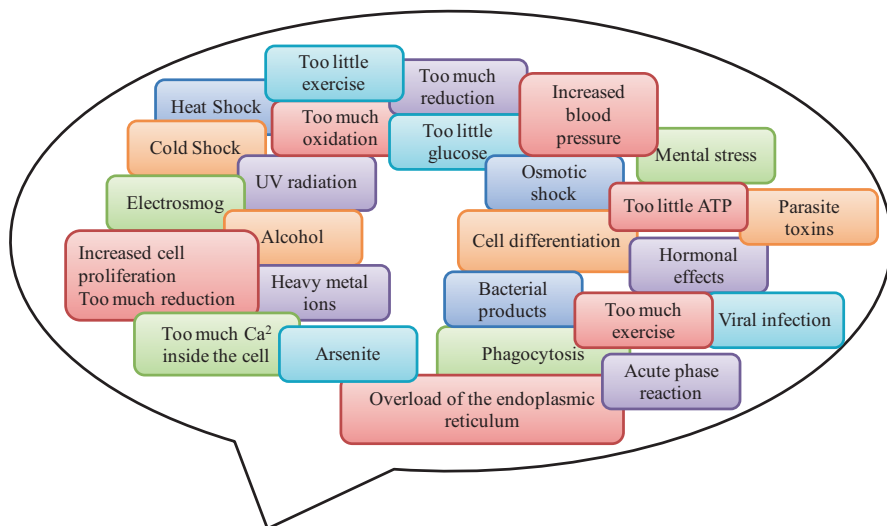 Too little
exercise
Too much
reduction
Increased
blood
pressure
Heat Shock
Too much
oxidation
Too little
glucose
Cold Shock
Mental stress
UV radiation
Osmotic
shock
Electrosmog
Too little ATP
Parasite
toxins
Alcohol
Cell differentiation
Increased cell
proliferation
Too much reduction
Hormonal
effects
Heavy metal
ions
Bacterial
products
Too much
exercise
Viral infection
Too much Ca²
inside the cell
Arsenite
Phagocytosis
Acute phase
reaction
Overload of the endoplasmic
reticulum